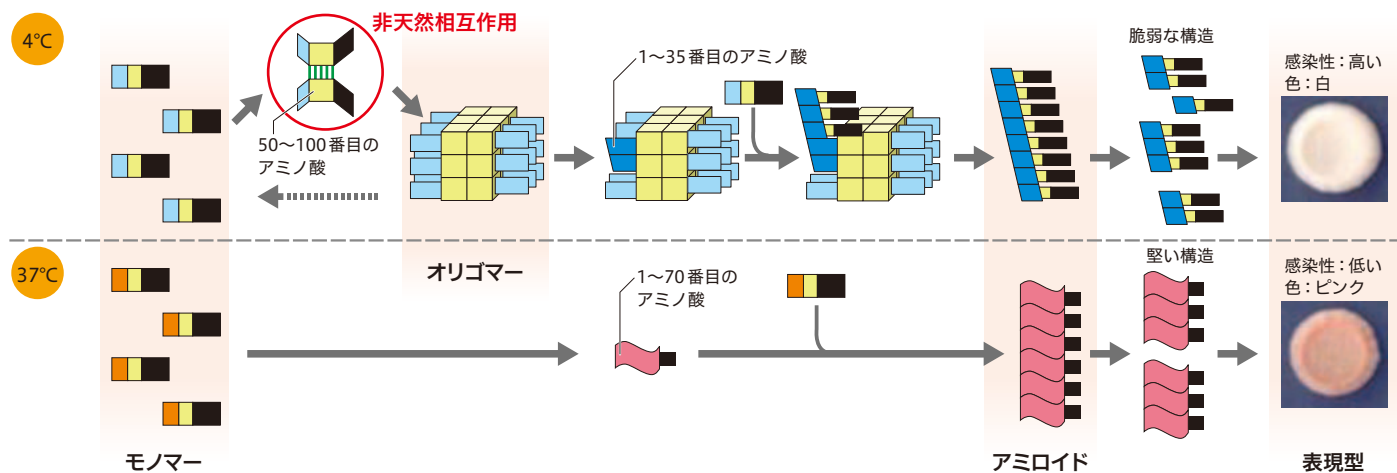 4℃
非天然相互作用
50〜100番目の
アミノ酸
1〜35番目のアミノ酸
脆弱な構造
感染性：高い
色：白
オリゴマー
37℃
1〜70番目の
アミノ酸
堅い構造
感染性：低い
色：ピンク
モノマー
アミロイド
表現型